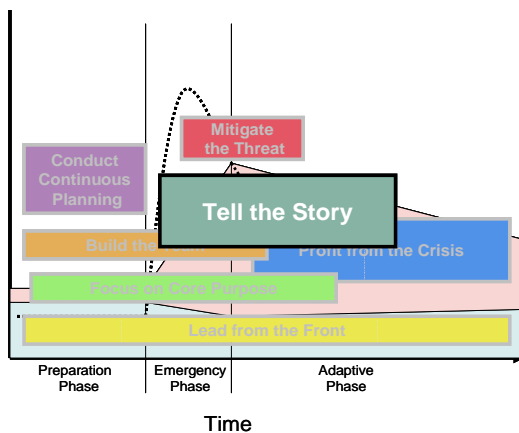 Mitigate
the Threat
Conduct
Continuous
Planning
Tell the Story
Build the
Profit from the Crisis
Focus on Core Purpose
Lead from the Front
Preparation
Phase
Emergency
Phase
Adaptive
Phase
Time